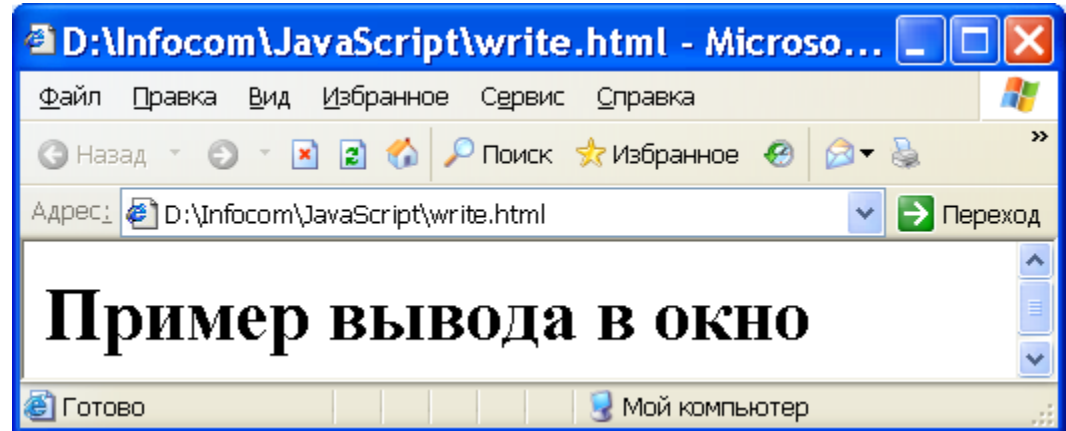 D:\Infocom\JavaScript\write.html - Microso...
Файл Правка Вид Избранное Сервис Справка
Назад Поиск Избранное »
Адрес: D:\Infocom\JavaScript\write.html Переход
Пример вывода в окно
Готово Мой компьютер